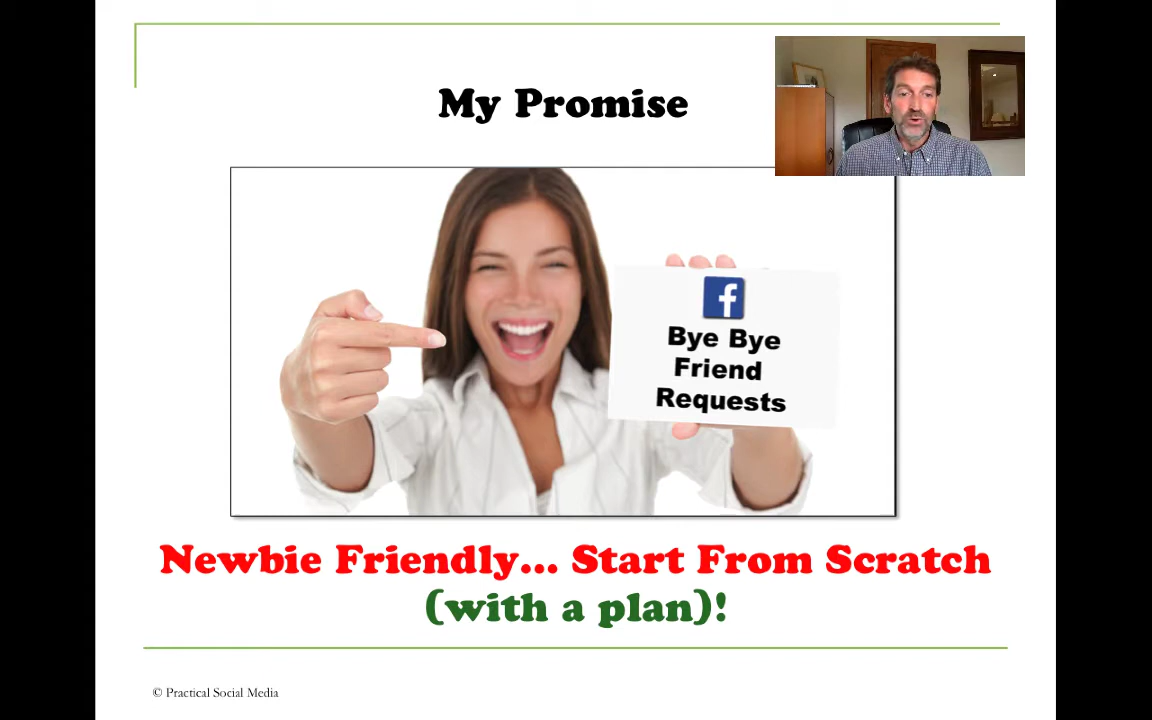 My Promise
f
Bye Bye
Friend
Requests
Newbie Friendly... Start From Scratch
(with a plan)!
© Practical Social Media